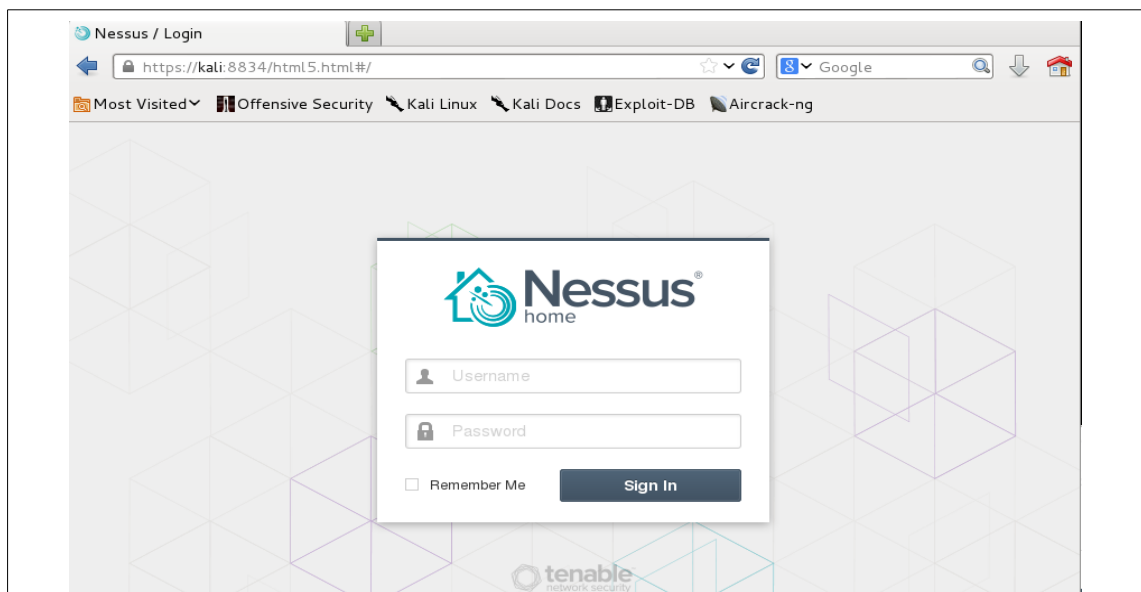 Nessus / Login
https://kali:8834/html5.html#/
Google
Most Visited
Offensive Security
Kali Linux
Kali Docs
Exploit-DB
Aircrack-ng
Nessus®
home
Username
Password
Remember Me
Sign In
tenable
network security